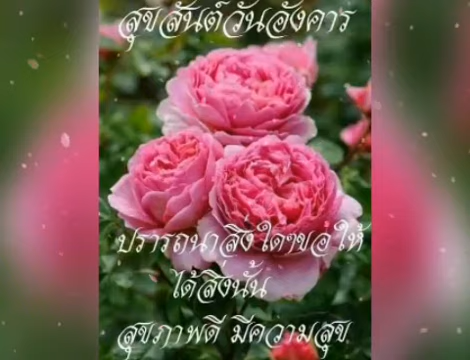 สุขสันต์วันอังคาร
ปรารถนาสิ่งใดๆขอให้
ได้สิ่งนั้น
สุขภาพดี มีความสุข